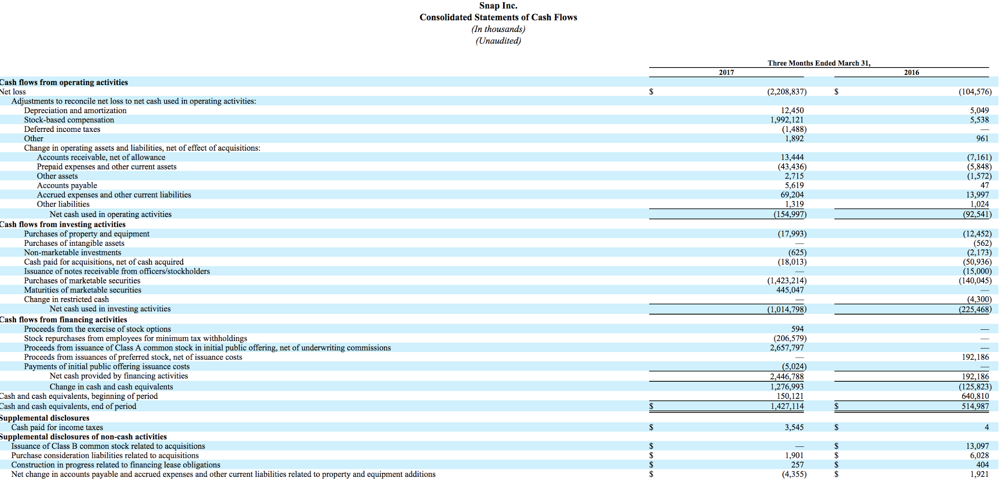 Snap Inc.
Consolidated Statements of Cash Flows
(In thousands)
(Unaudited)
Three Months Ended March 31,
2017 2016
Cash flows from operating activities
Net loss $ (2,208,837) $ (104,576)
Adjustments to reconcile net loss to net cash used in operating activities:
Depreciation and amortization 12,450 5,049
Stock-based compensation 1,992,121 5,538
Deferred income taxes (1,488) —
Other 1,892 961
Change in operating assets and liabilities, net of effect of acquisitions:
Accounts receivable, net of allowance 13,444 (7,161)
Prepaid expenses and other current assets (43,436) (5,848)
Other assets 2,715 (1,572)
Accounts payable 5,619 47
Accrued expenses and other current liabilities 69,204 13,997
Other liabilities 1,319 1,024
Net cash used in operating activities (154,997) (92,541)
Cash flows from investing activities
Purchases of property and equipment (17,993) (12,452)
Purchases of intangible assets — (562)
Non-marketable investments (625) (2,173)
Cash paid for acquisitions, net of cash acquired (18,013) (50,936)
Issuance of notes receivable from officers/stockholders — (15,000)
Purchases of marketable securities (1,423,214) (140,045)
Maturities of marketable securities 445,047 —
Change in restricted cash — (4,300)
Net cash used in investing activities (1,014,798) (225,468)
Cash flows from financing activities
Proceeds from the exercise of stock options 594 —
Stock repurchases from employees for minimum tax withholdings (206,579) —
Proceeds from issuance of Class A common stock in initial public offering, net of underwriting commissions 2,657,797 —
Proceeds from issuances of preferred stock, net of issuance costs — 192,186
Payments of initial public offering issuance costs (5,024) —
Net cash provided by financing activities 2,446,788 192,186
Change in cash and cash equivalents 1,276,993 (125,823)
Cash and cash equivalents, beginning of period 150,121 640,810
Cash and cash equivalents, end of period $ 1,427,114 $ 514,987
Supplemental disclosures
Cash paid for income taxes $ 3,545 $ 4
Supplemental disclosures of non-cash activities
Issuance of Class B common stock related to acquisitions $ — $ 13,097
Purchase consideration liabilities related to acquisitions $ 1,901 $ 6,028
Construction in progress related to financing lease obligations $ 257 $ 404
Net change in accounts payable and accrued expenses and other current liabilities related to property and equipment additions $ (4,355) $ 1,921